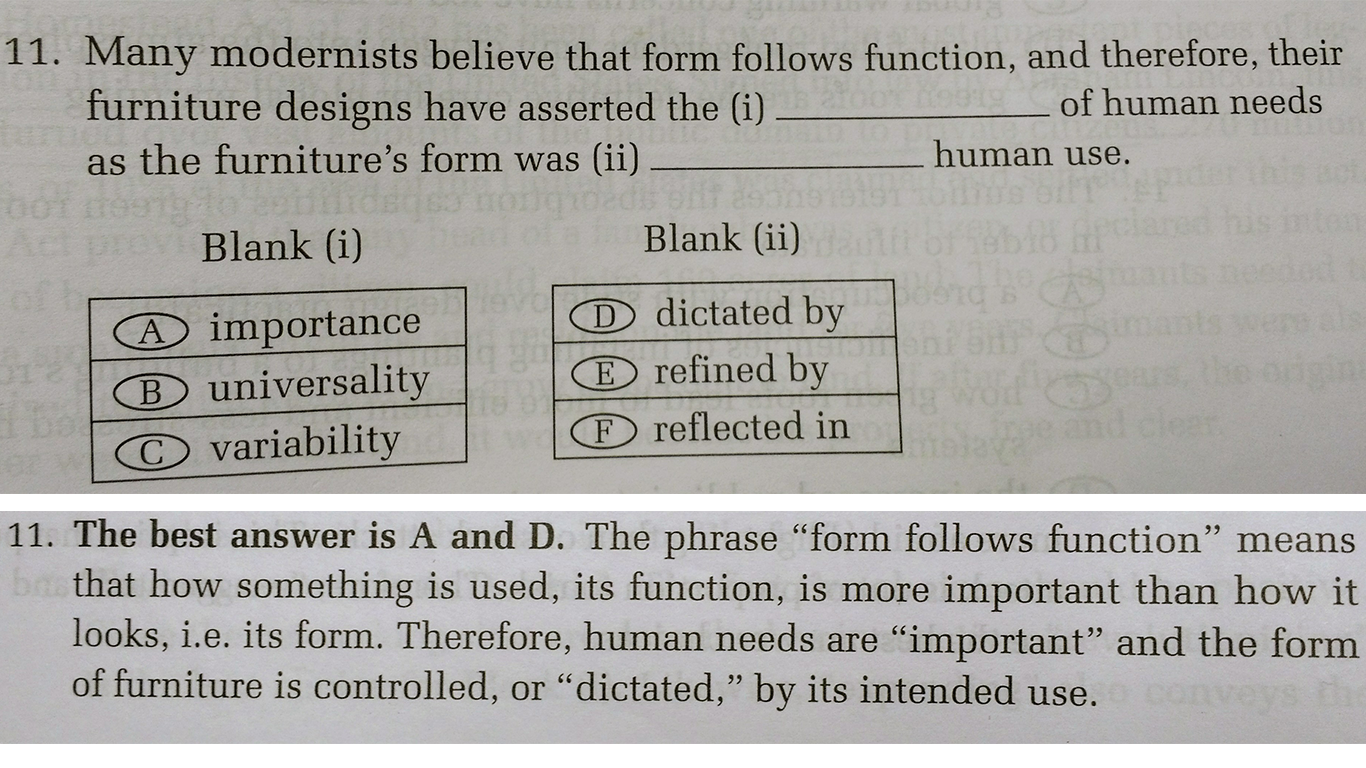 11. Many modernists believe that form follows function, and therefore, their
furniture designs have asserted the (i) ____________ of human needs
as the furniture's form was (ii) ____________ human use.
Blank (i) Blank (ii)
A importance D dictated by
B universality E refined by
C variability F reflected in
11. The best answer is A and D. The phrase “form follows function” means
that how something is used, its function, is more important than how it
looks, i.e. its form. Therefore, human needs are “important” and the form
of furniture is controlled, or “dictated,” by its intended use.